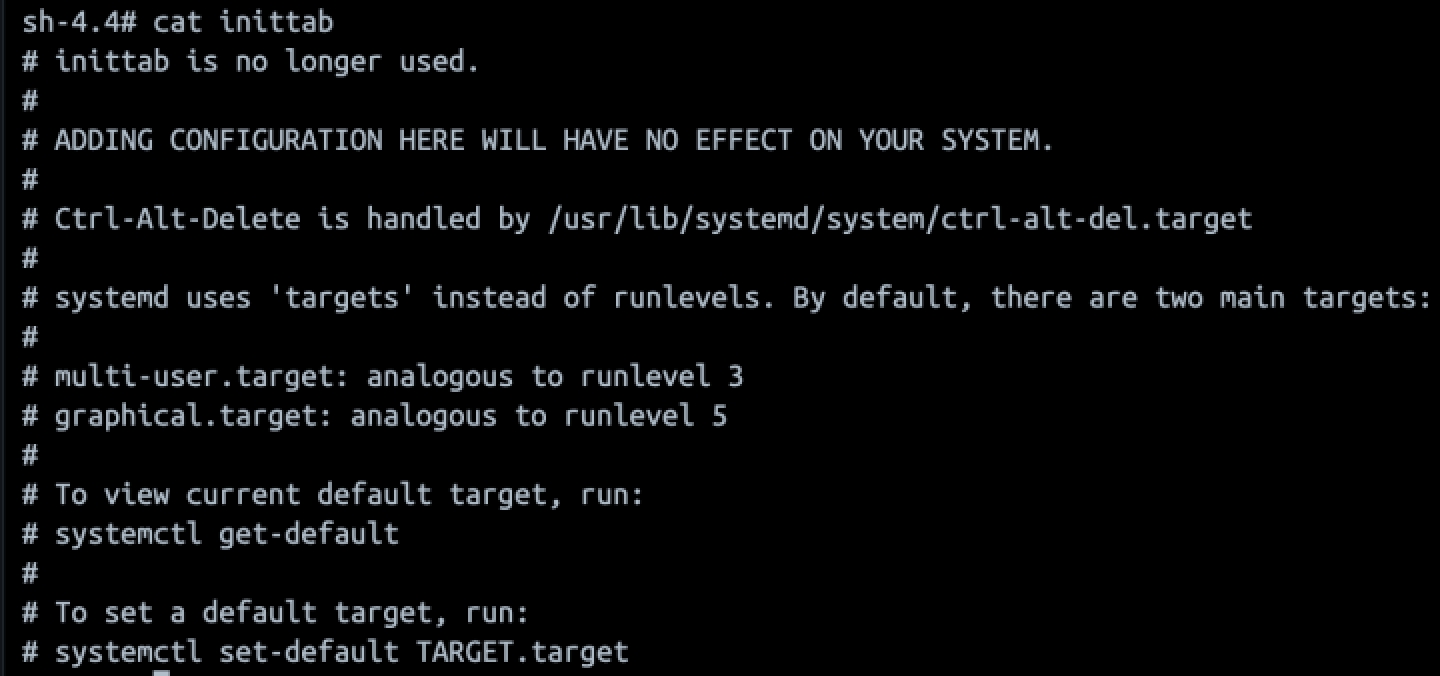 sh-4.4# cat inittab
# inittab is no longer used.
#
# ADDING CONFIGURATION HERE WILL HAVE NO EFFECT ON YOUR SYSTEM.
#
# Ctrl-Alt-Delete is handled by /usr/lib/systemd/system/ctrl-alt-del.target
#
# systemd uses 'targets' instead of runlevels. By default, there are two main targets:
#
# multi-user.target: analogous to runlevel 3
# graphical.target: analogous to runlevel 5
#
# To view current default target, run:
# systemctl get-default
#
# To set a default target, run:
# systemctl set-default TARGET.target